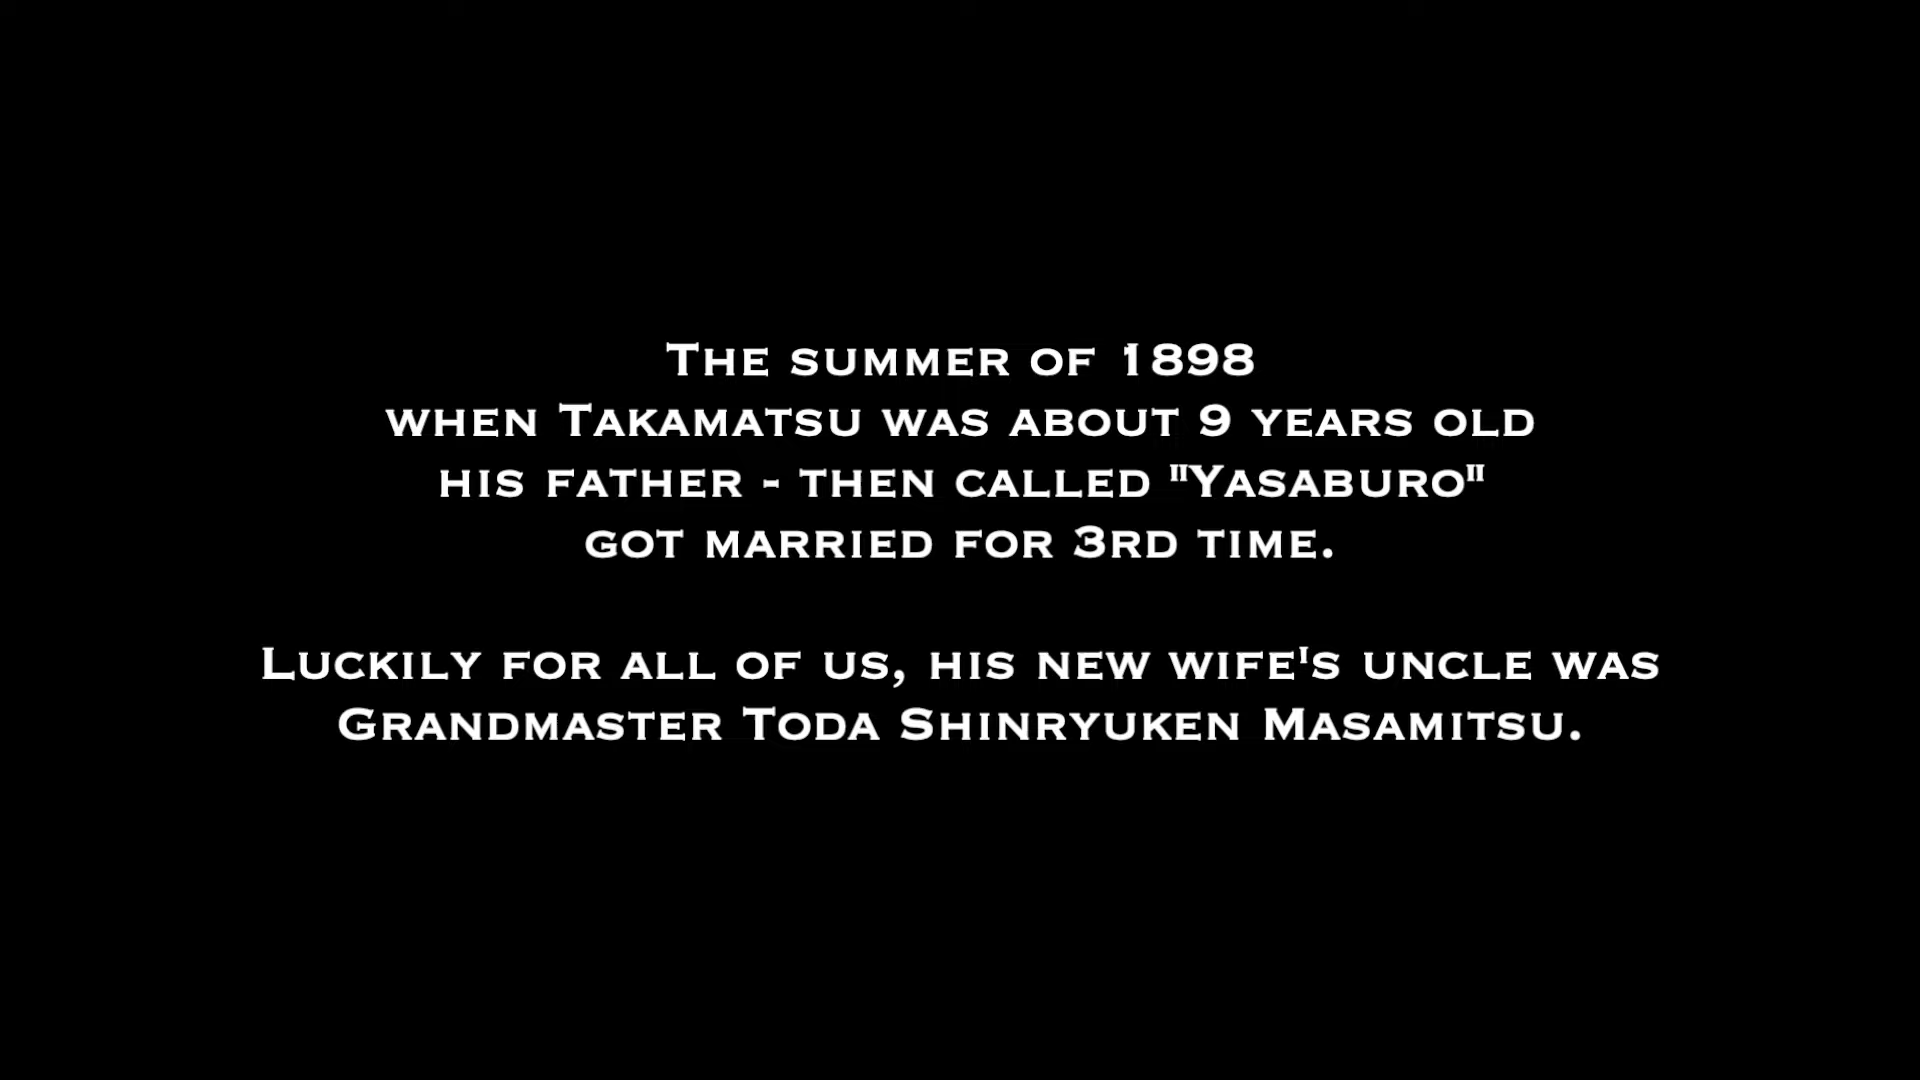 The summer of 1898
when Takamatsu was about 9 years old
his father - then called "Yasaburo"
got married for 3rd time.
Luckily for all of us, his new wife's uncle was
Grandmaster Toda Shinryuken Masamitsu.